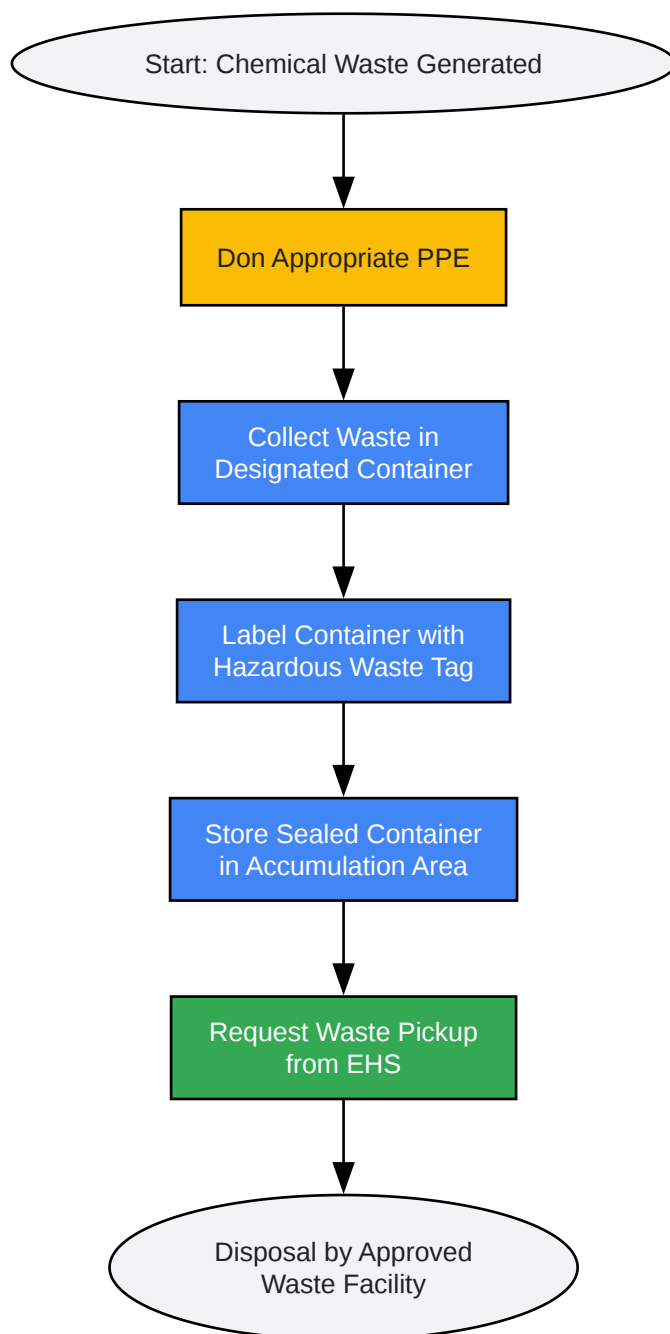 Start: Chemical Waste Generated
Don Appropriate PPE
Collect Waste in
Designated Container
Label Container with
Hazardous Waste Tag
Store Sealed Container
in Accumulation Area
Request Waste Pickup
from EHS
Disposal by Approved
Waste Facility